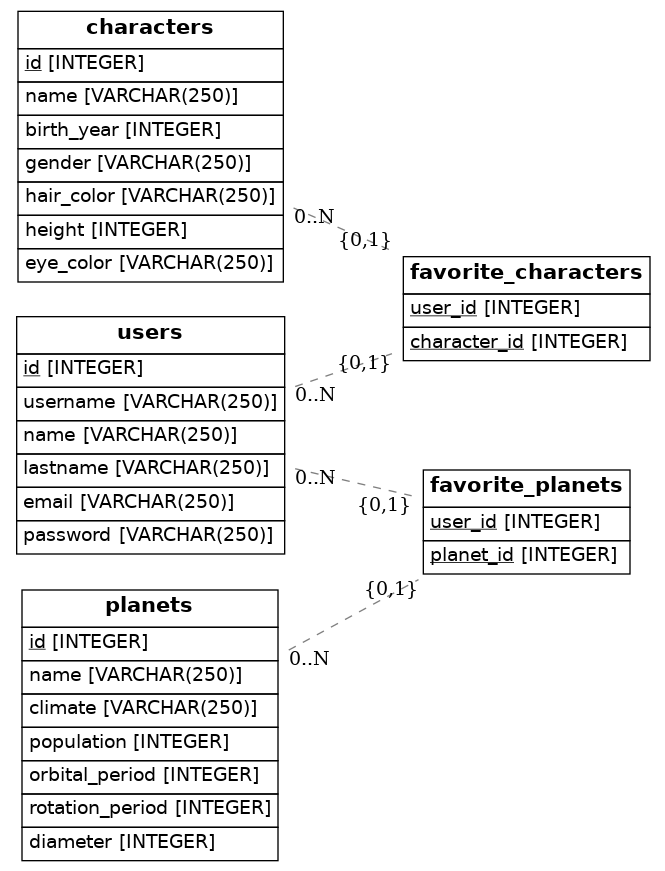 characters
id [INTEGER]
name [VARCHAR(250)]
birth_year [INTEGER]
gender [VARCHAR(250)]
hair_color [VARCHAR(250)]
height [INTEGER]
eye_color [VARCHAR(250)]
0..N
{0,1}
favorite_characters
user_id [INTEGER]
character_id [INTEGER]
users
id [INTEGER]
username [VARCHAR(250)]
name [VARCHAR(250)]
lastname [VARCHAR(250)]
email [VARCHAR(250)]
password [VARCHAR(250)]
{0,1}
0..N
0..N
{0,1}
favorite_planets
user_id [INTEGER]
planet_id [INTEGER]
{0,1}
0..N
planets
id [INTEGER]
name [VARCHAR(250)]
climate [VARCHAR(250)]
population [INTEGER]
orbital_period [INTEGER]
rotation_period [INTEGER]
diameter [INTEGER]